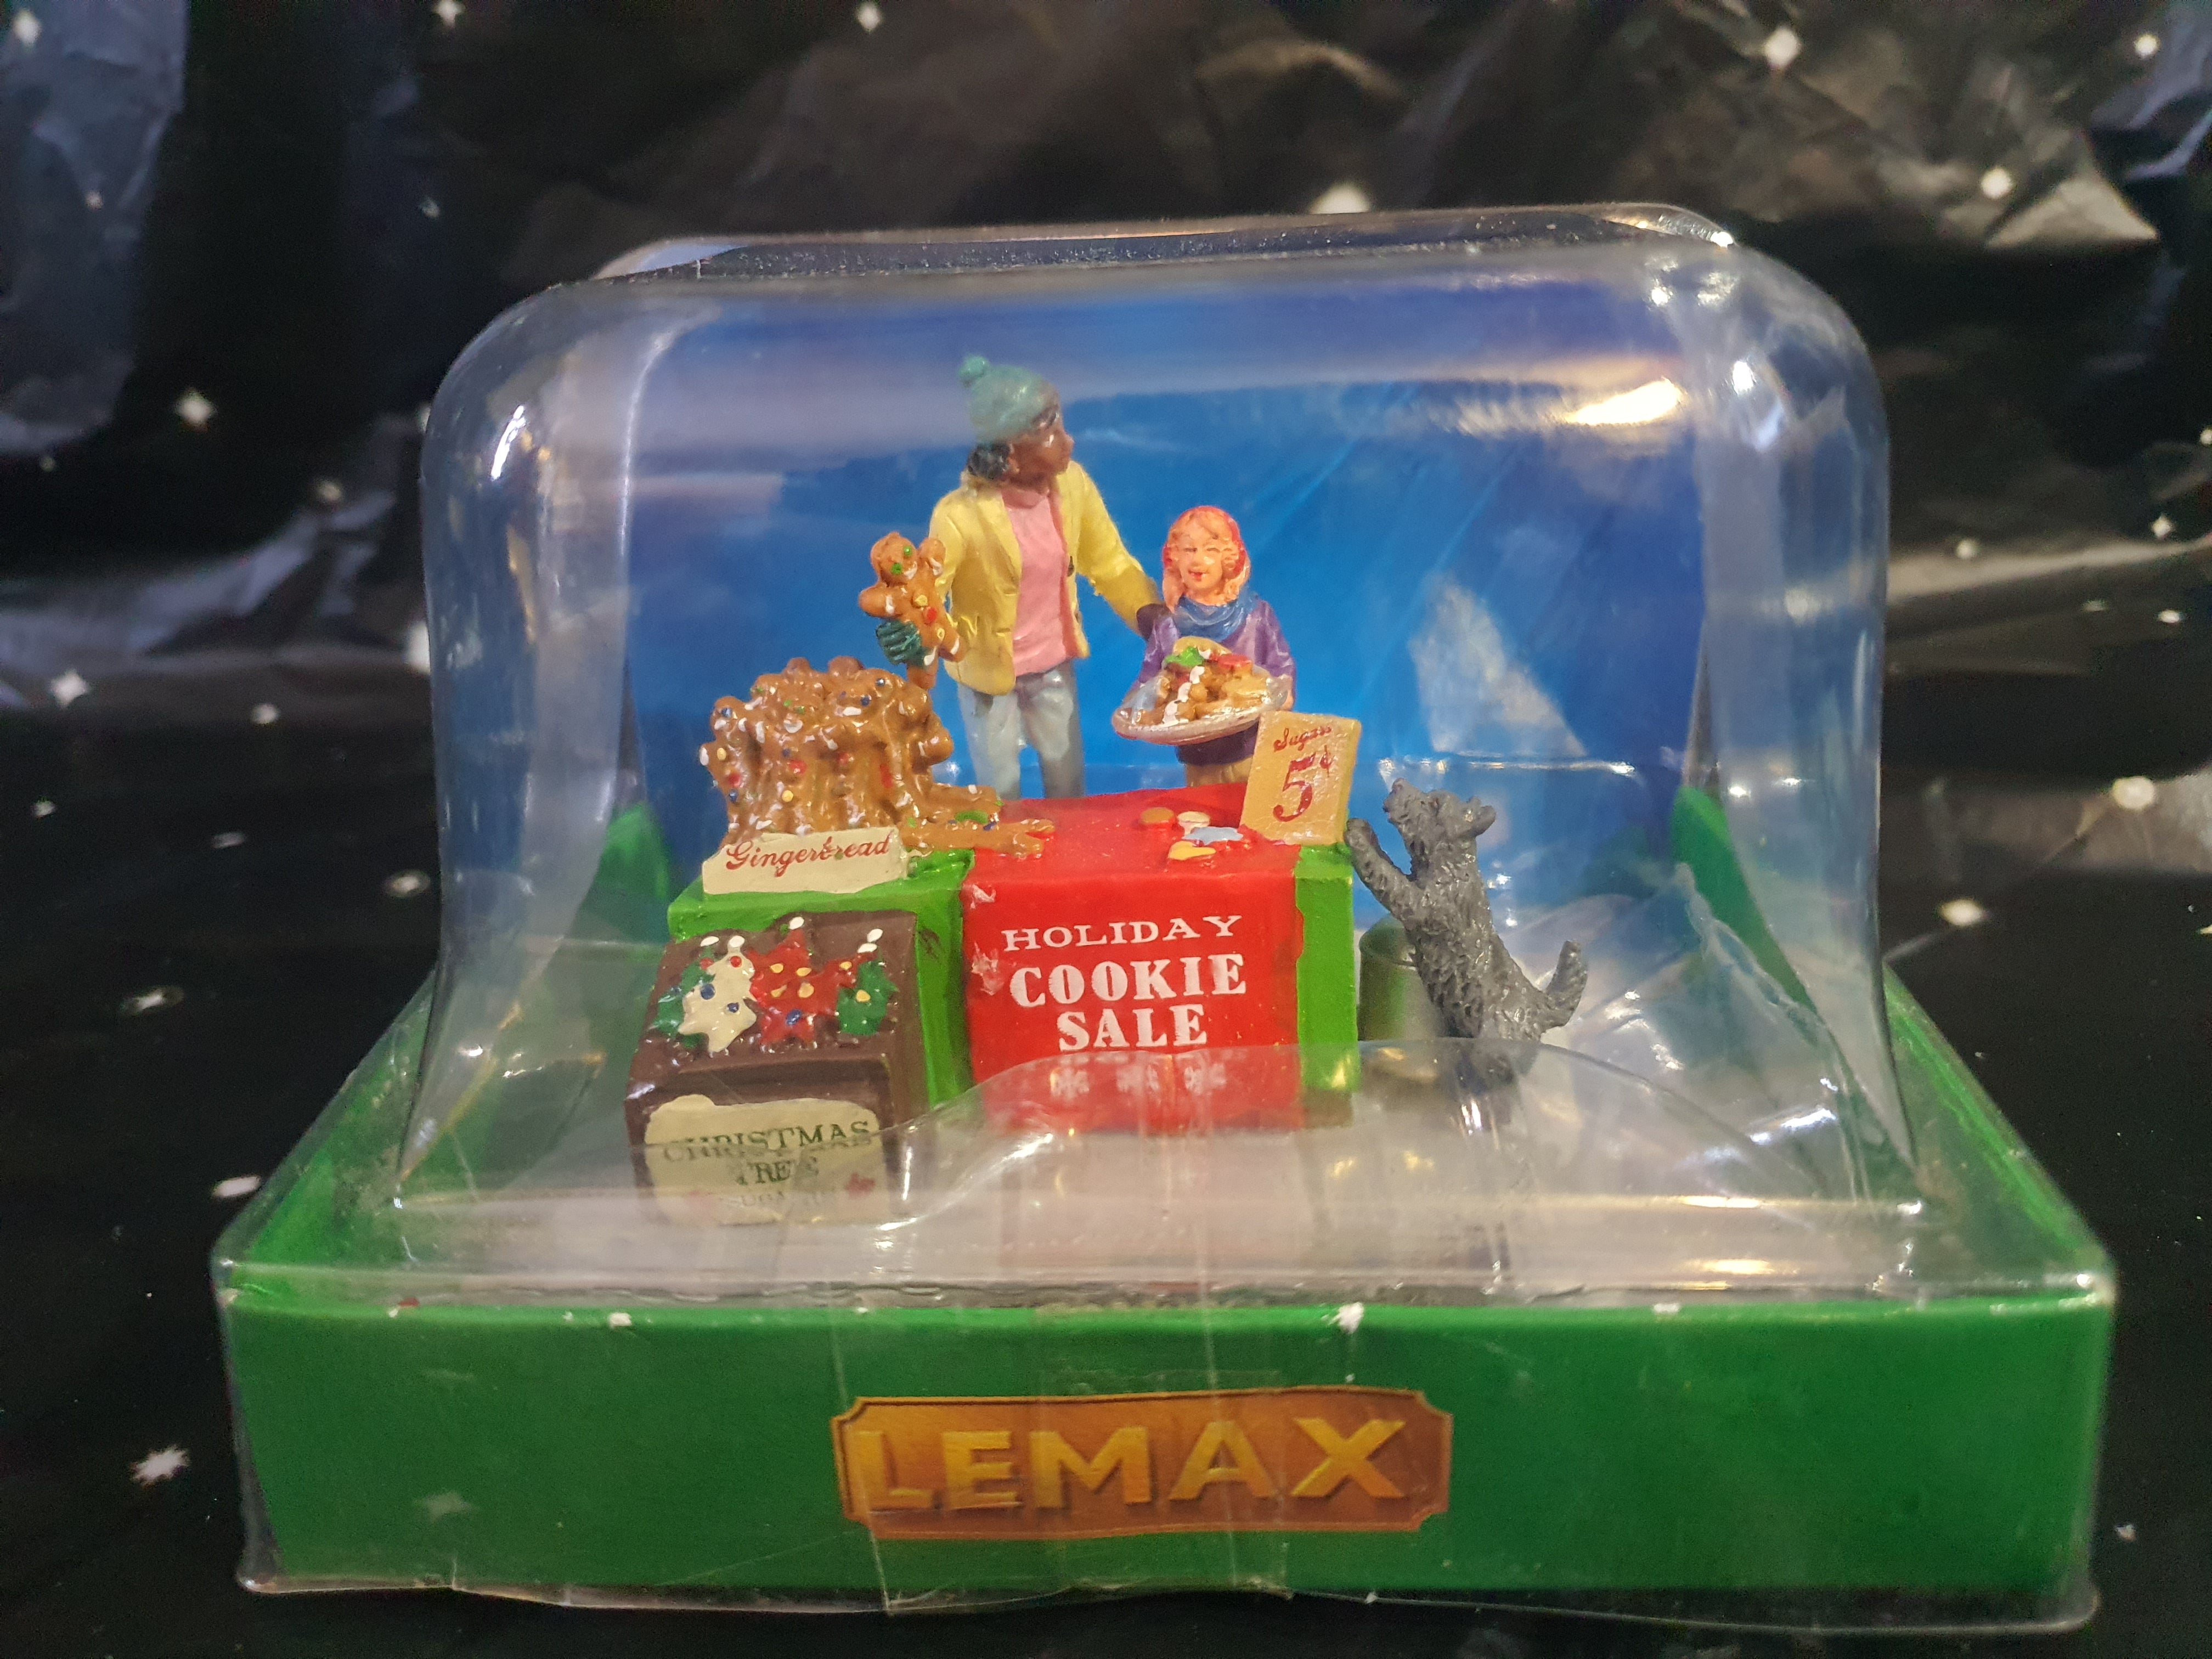 Sugar
5¢
Gingerbread
HOLIDAY
COOKIE
SALE
CHRISTMAS
TREE
LEMAX